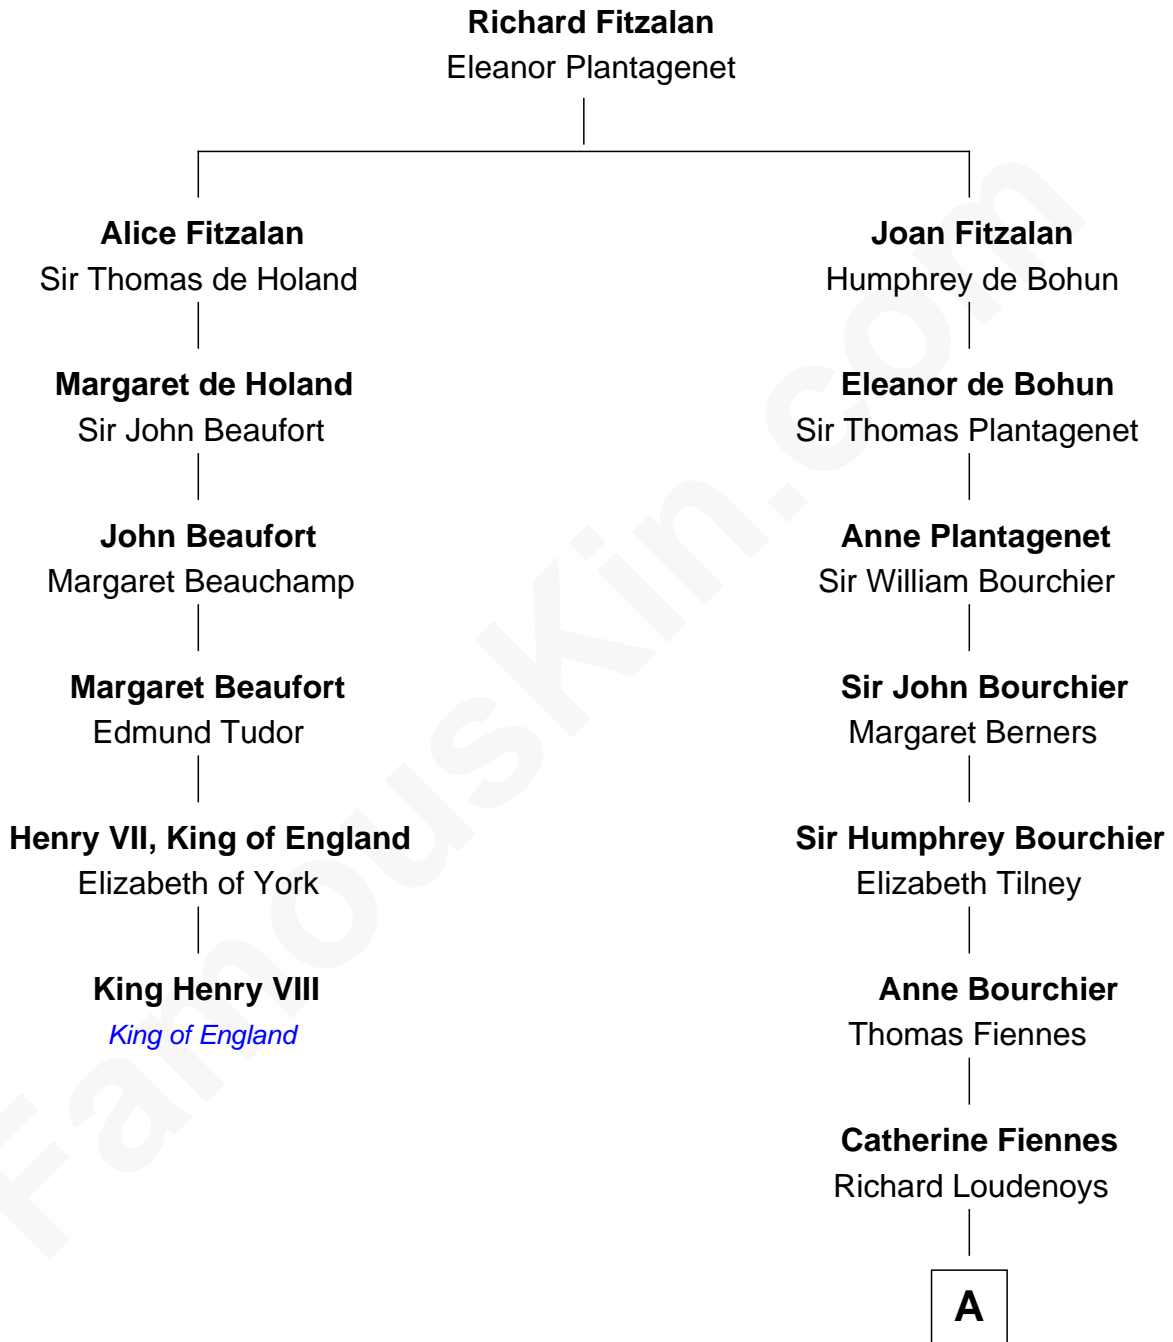 Richard Fitzalan
Eleanor Plantagenet
Alice Fitzalan
Sir Thomas de Holand
Margaret de Holand
Sir John Beaufort
John Beaufort
Margaret Beauchamp
Margaret Beaufort
Edmund Tudor
Henry VII, King of England
Elizabeth of York
King Henry VIII
King of England
Joan Fitzalan
Humphrey de Bohun
Eleanor de Bohun
Sir Thomas Plantagenet
Anne Plantagenet
Sir William Bourchier
Sir John Bourchier
Margaret Berners
Sir Humphrey Bourchier
Elizabeth Tilney
Anne Bourchier
Thomas Fiennes
Catherine Fiennes
Richard Loudenoys
A
FamousKin.com